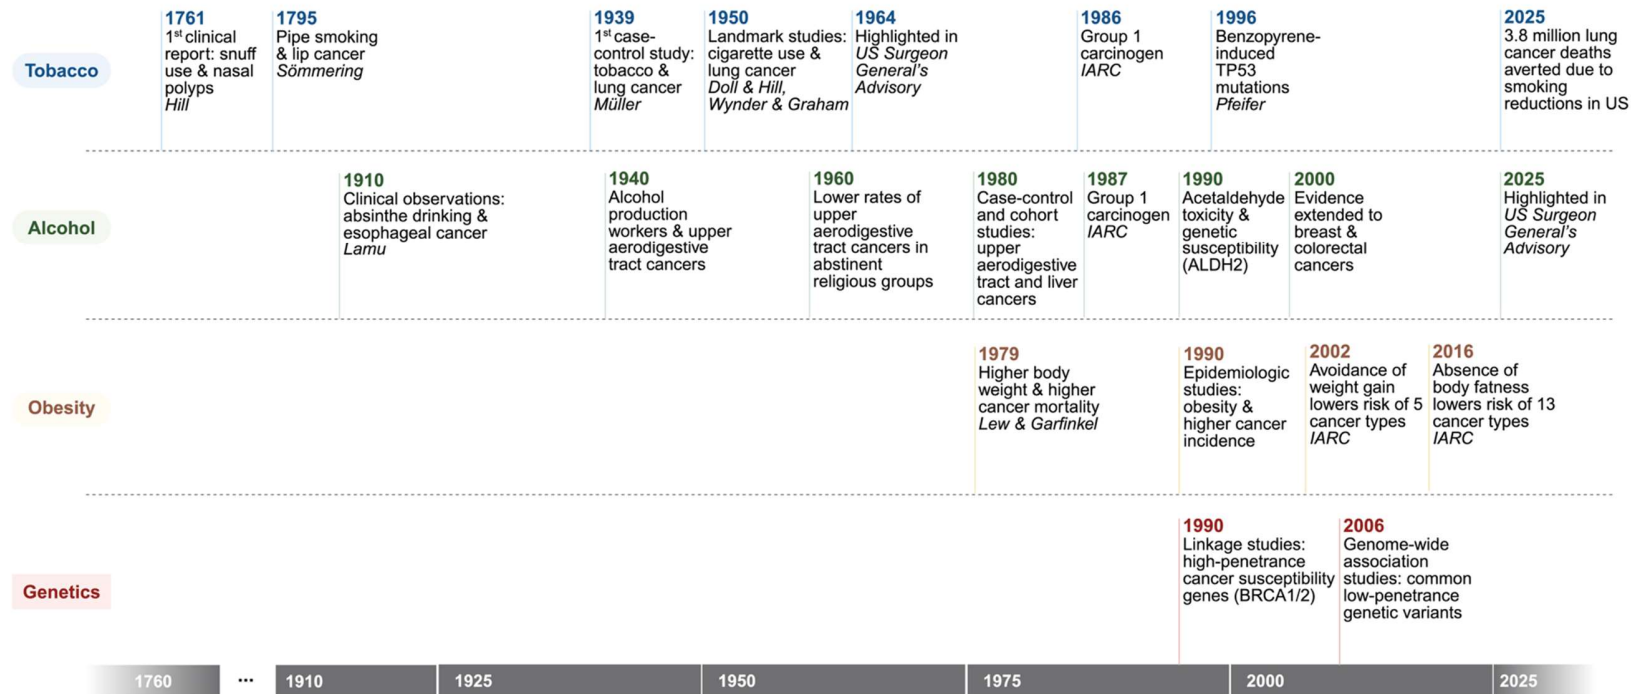 Tobacco
1761
1st clinical
report: snuff
use & nasal
polyps
Hill
1795
Pipe smoking
& lip cancer
Sömmering
1939
1st case-
control study:
tobacco &
lung cancer
Müller
1950
Landmark studies:
cigarette use &
lung cancer
Doll & Hill,
Wynder & Graham
1964
Highlighted in
US Surgeon
General's
Advisory
1986
Group 1
carcinogen
IARC
1996
Benzopyrene-
induced
TP53
mutations
Pfeifer
2025
3.8 million lung
cancer deaths
averted due to
smoking
reductions in US
Alcohol
1910
Clinical observations:
absinthe drinking &
esophageal cancer
Lamu
1940
Alcohol
production
workers & upper
aerodigestive
tract cancers
1960
Lower rates of
upper
aerodigestive
tract cancers in
abstinent
religious groups
1980
Case-control
and cohort
studies:
upper
aerodigestive
tract and liver
cancers
1987
Group 1
carcinogen
IARC
1990
Acetaldehyde
toxicity &
genetic
susceptibility
(ALDH2)
2000
Evidence
extended to
breast &
colorectal
cancers
2025
Highlighted in
US Surgeon
General's
Advisory
Obesity
1979
Higher body
weight & higher
cancer mortality
Lew & Garfinkel
1990
Epidemiologic
studies:
obesity &
higher cancer
incidence
2002
Avoidance of
weight gain
lowers risk of 5
cancer types
IARC
2016
Absence of
body fatness
lowers risk of 13
cancer types
IARC
Genetics
1990
Linkage studies:
high-penetrance
cancer susceptibility
genes (BRCA1/2)
2006
Genome-wide
association
studies: common
low-penetrance
genetic variants
1760 ... 1910 1925 1950 1975 2000 2025